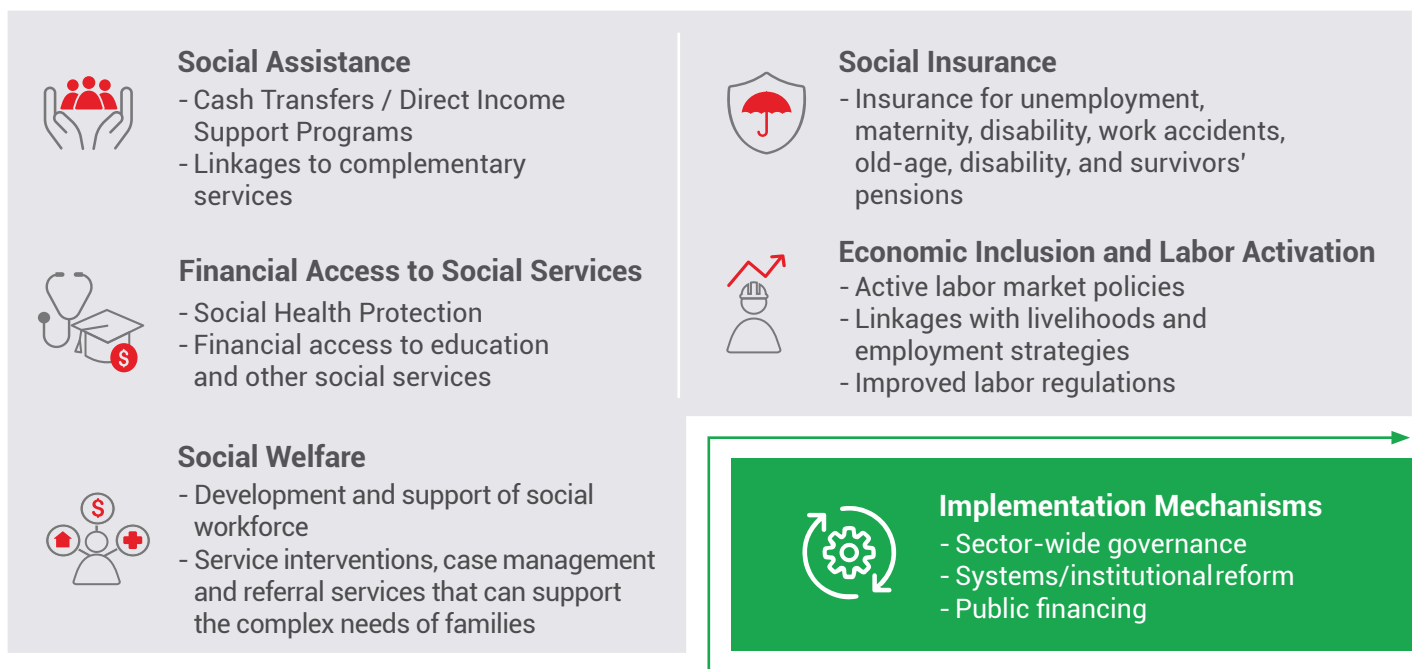 Social Assistance
- Cash Transfers / Direct Income
Support Programs
- Linkages to complementary
services
Financial Access to Social Services
- Social Health Protection
- Financial access to education
and other social services
Social Welfare
- Development and support of social
workforce
- Service interventions, case management
and referral services that can support
the complex needs of families
Social Insurance
- Insurance for unemployment,
maternity, disability, work accidents,
old-age, disability, and survivors'
pensions
Economic Inclusion and Labor Activation
- Active labor market policies
- Linkages with livelihoods and
employment strategies
- Improved labor regulations
Implementation Mechanisms
- Sector-wide governance
- Systems/institutional reform
- Public financing
$
$